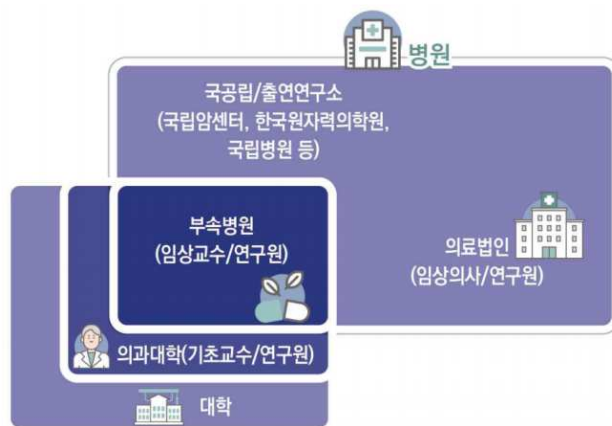 병원
국공립/출연연구소
(국립암센터, 한국원자력의학원,
국립병원 등)
부속병원
(임상교수/연구원)
의료법인
(임상의사/연구원)
의과대학(기초교수/연구원)
대학